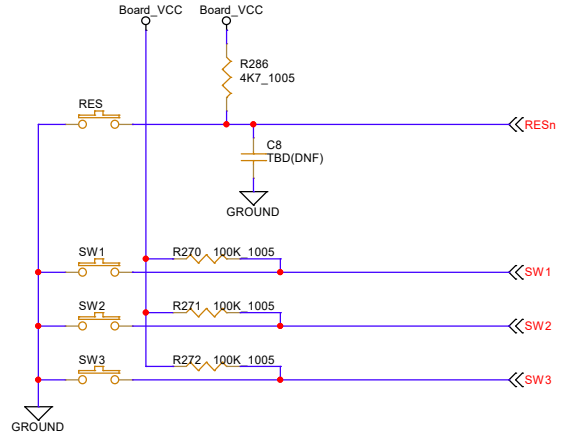 Board_VCC Board_VCC
R286
4K7_1005
RES
RESn
C8
TBD(DNF)
GROUND
SW1 R270 100K_1005
SW1
SW2 R271 100K_1005
SW2
SW3 R272 100K_1005
SW3
GROUND